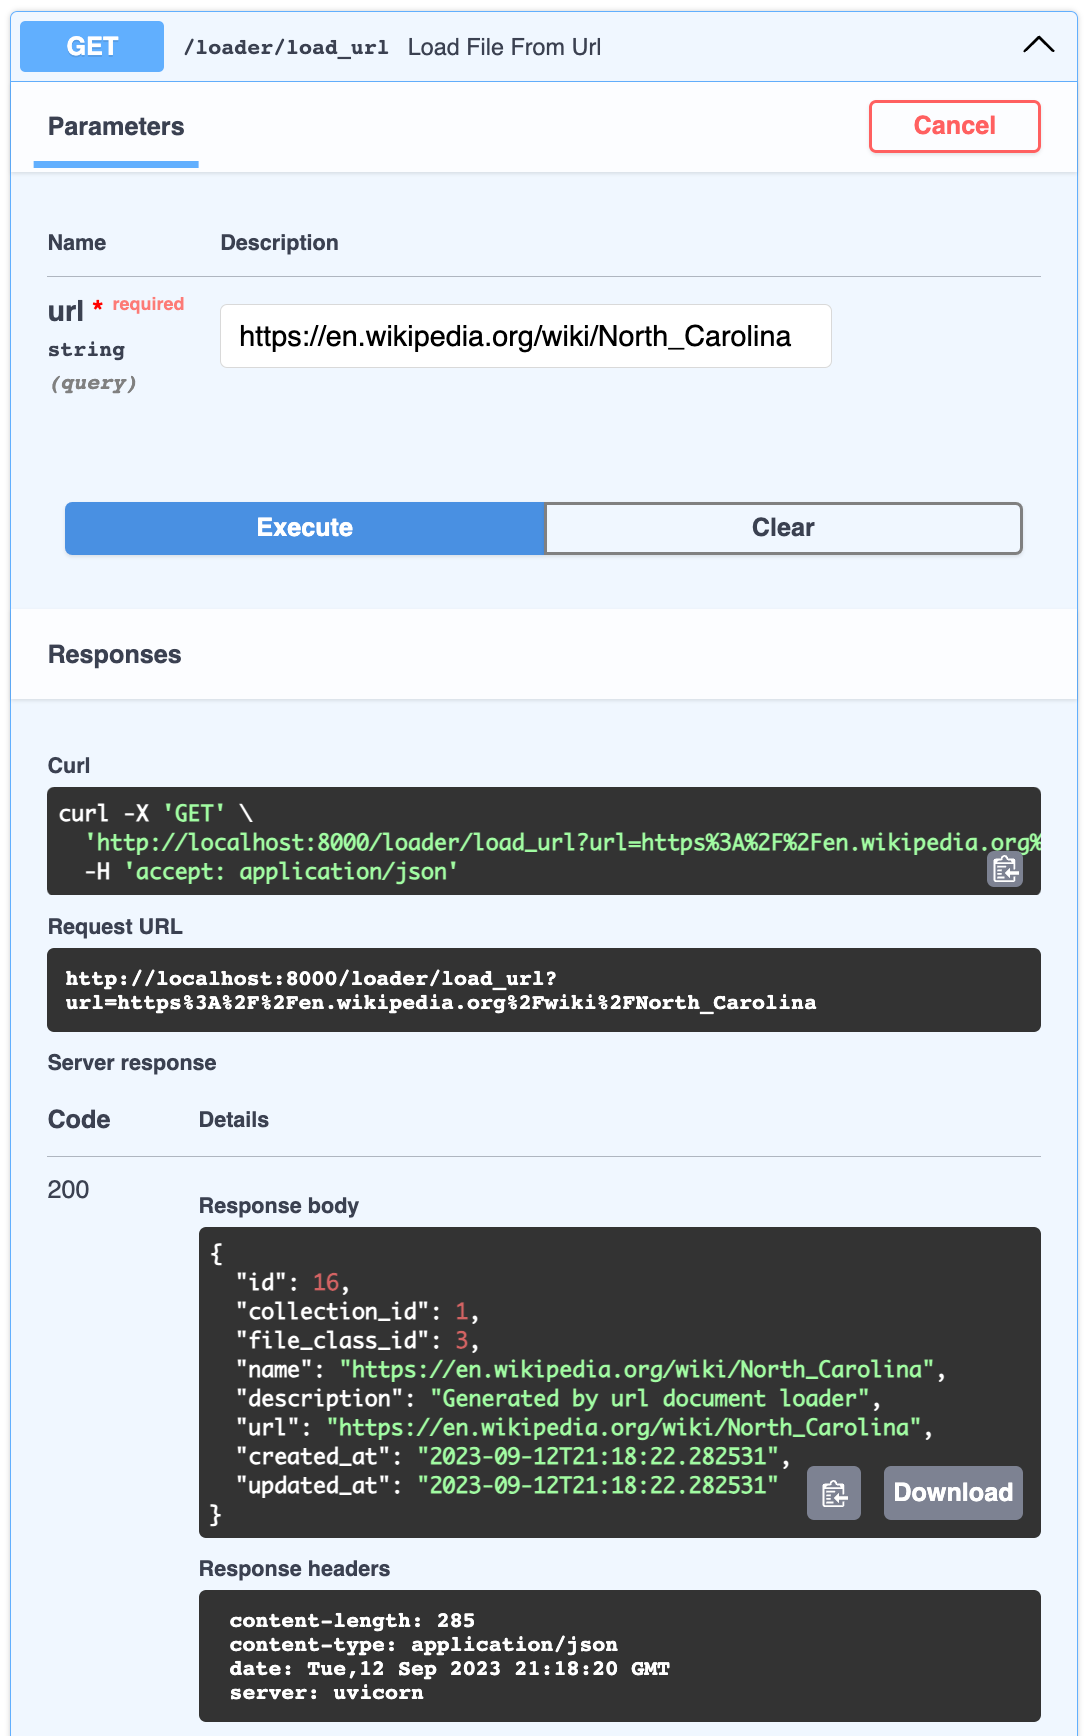 GET /loader/load_url Load File From Url
Parameters
Cancel
Name Description
url * required
string
(query)
https://en.wikipedia.org/wiki/North_Carolina
Execute Clear
Responses
Curl
curl -X 'GET' \
'http://localhost:8000/loader/load_url?url=https%3A%2F%2Fen.wikipedia.org%
-H 'accept: application/json'
Request URL
http://localhost:8000/loader/load_url?
url=https%3A%2F%2Fen.wikipedia.org%2Fwiki%2FNorth_Carolina
Server response
Code Details
200
Response body
{
"id": 16,
"collection_id": 1,
"file_class_id": 3,
"name": "https://en.wikipedia.org/wiki/North_Carolina",
"description": "Generated by url document loader",
"url": "https://en.wikipedia.org/wiki/North_Carolina",
"created_at": "2023-09-12T21:18:22.282531",
"updated_at": "2023-09-12T21:18:22.282531"
}
Download
Response headers
content-length: 285
content-type: application/json
date: Tue,12 Sep 2023 21:18:20 GMT
server: uvicorn